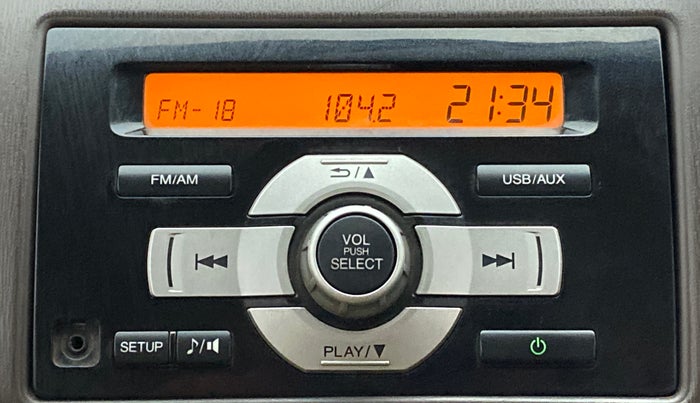 FM-18 104.2 21:34
FM/AM
USB/AUX
VOL
PUSH
SELECT
SETUP
PLAY/▼